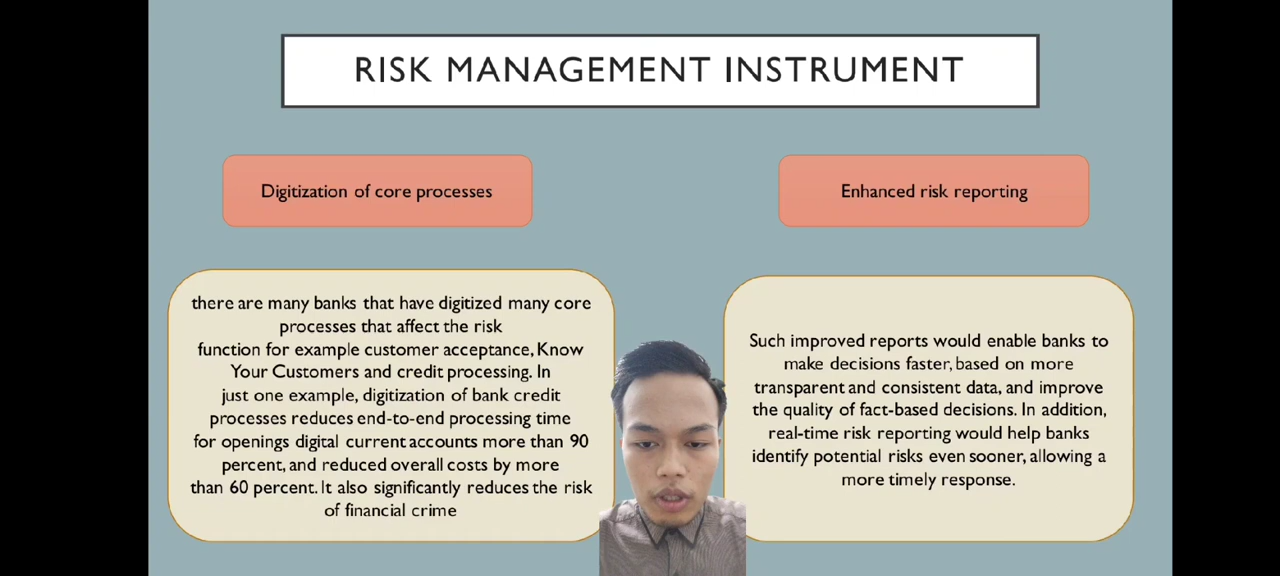 RISK MANAGEMENT INSTRUMENT
Digitization of core processes
Enhanced risk reporting
there are many banks that have digitized many core
processes that affect the risk
function for example customer acceptance, Know
Your Customers and credit processing. In
just one example, digitization of bank credit
processes reduces end-to-end processing time
for openings digital current accounts more than 90
percent, and reduced overall costs by more
than 60 percent. It also significantly reduces the risk
of financial crime
Such improved reports would enable banks to
make decisions faster, based on more
transparent and consistent data, and improve
the quality of fact-based decisions. In addition,
real-time risk reporting would help banks
identify potential risks even sooner, allowing a
more timely response.